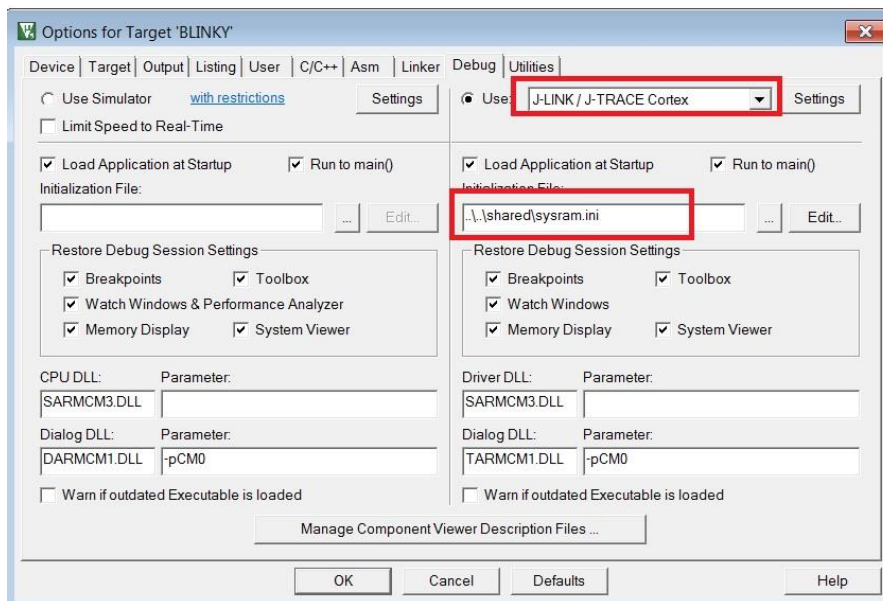 Options for Target 'BLINKY'
Device Target Output Listing User C/C++ Asm Linker Debug Utilities
Use Simulator with restrictions Settings
Limit Speed to Real-Time
Load Application at Startup Run to main()
Initialization File:
... Edit...
Restore Debug Session Settings
Breakpoints Toolbox
Watch Windows & Performance Analyzer
Memory Display System Viewer
CPU DLL: Parameter:
SARMCM3.DLL
Dialog DLL: Parameter:
DARMCM1.DLL -pCM0
Warn if outdated Executable is loaded
Use: J-LINK / J-TRACE Cortex Settings
Load Application at Startup Run to main()
Initialization File:
..\..\shared\sysram.ini ... Edit...
Restore Debug Session Settings
Breakpoints Toolbox
Watch Windows
Memory Display System Viewer
Driver DLL: Parameter:
SARMCM3.DLL
Dialog DLL: Parameter:
TARMCM1.DLL -pCM0
Warn if outdated Executable is loaded
Manage Component Viewer Description Files ...
OK Cancel Defaults Help